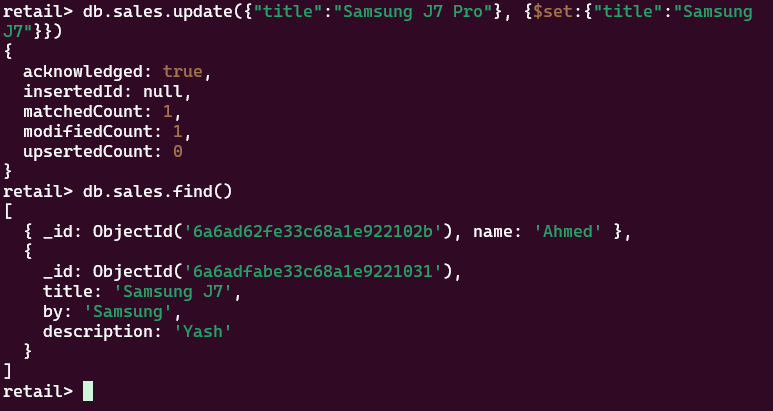 retail> db.sales.update({"title":"Samsung J7 Pro"}, {$set:{"title":"Samsung
J7"}})
{
  acknowledged: true,
  insertedId: null,
  matchedCount: 1,
  modifiedCount: 1,
  upsertedCount: 0
}
retail> db.sales.find()
[
  { _id: ObjectId('6a6ad62fe33c68a1e922102b'), name: 'Ahmed' },
  {
    _id: ObjectId('6a6adfabe33c68a1e9221031'),
    title: 'Samsung J7',
    by: 'Samsung',
    description: 'Yash'
  }
]
retail>